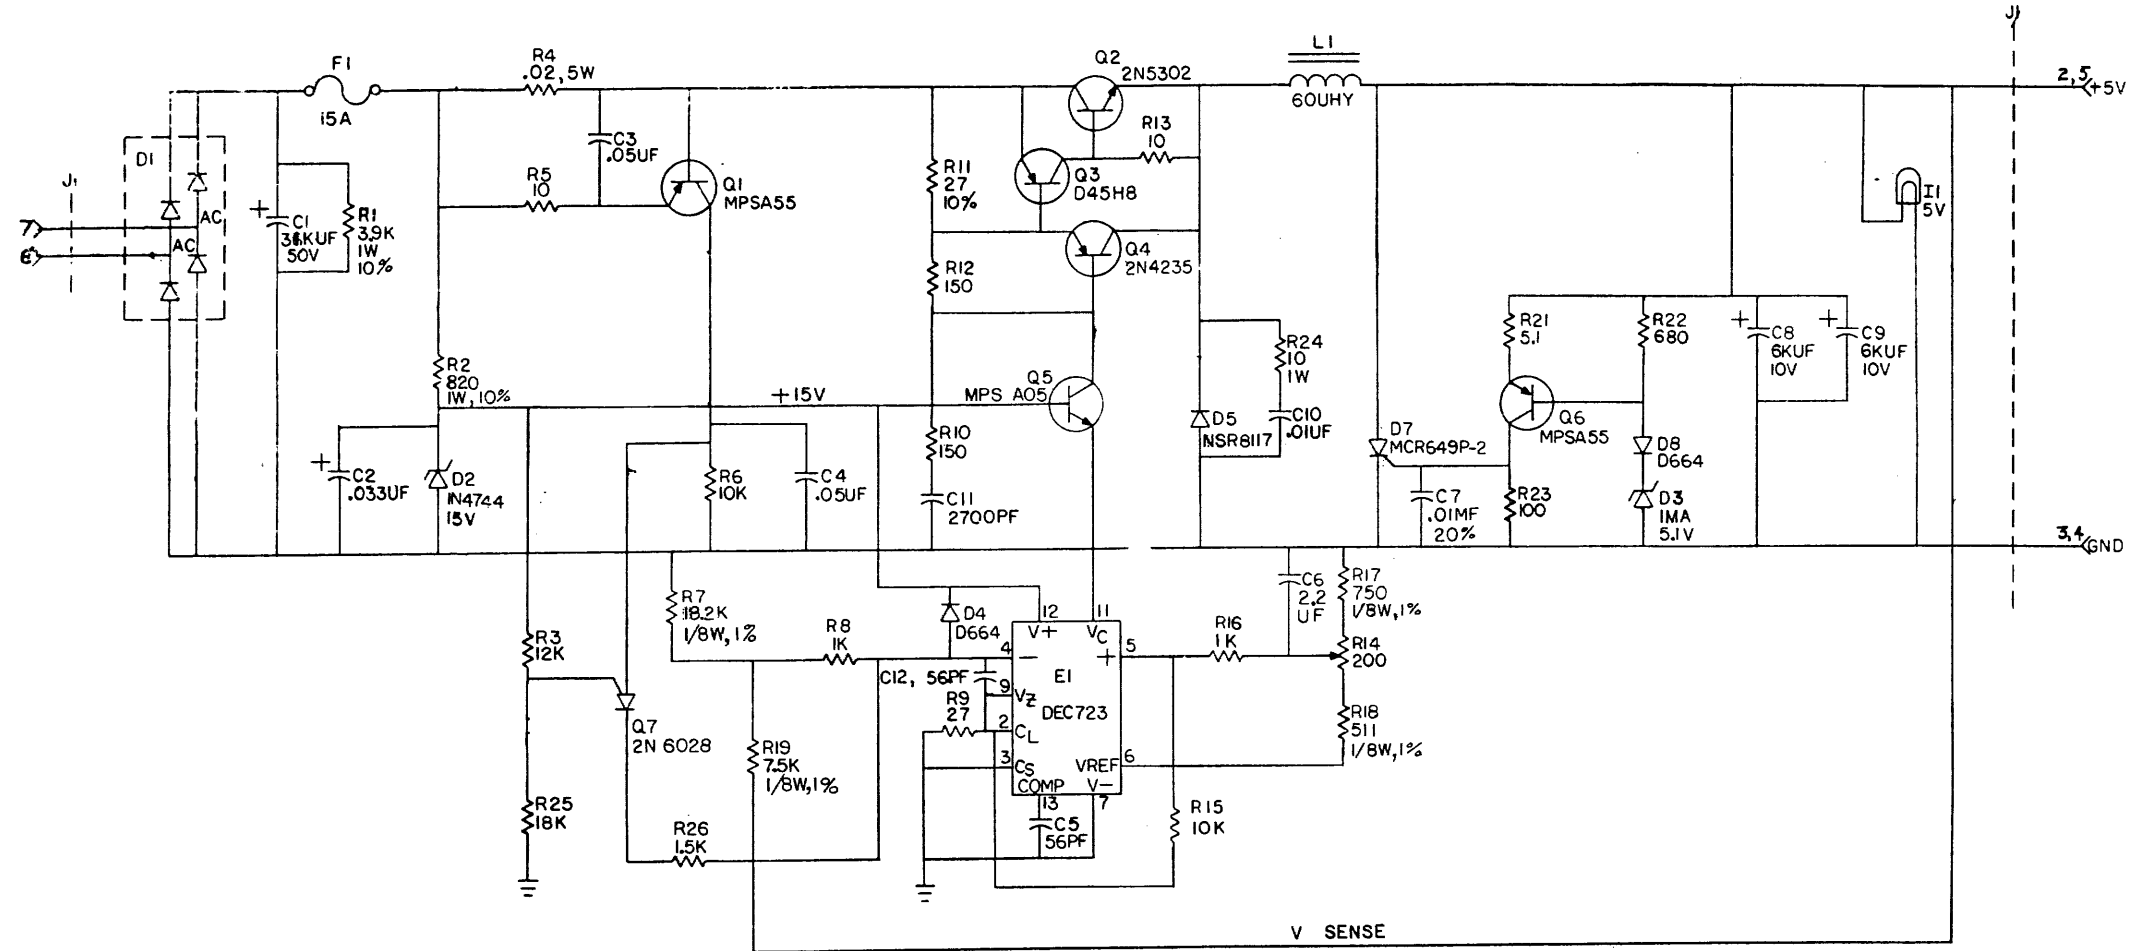 J1
L1
60UHY
Q2
2N5302
F1
15A
R4
.02, 5W
2,5
+5V
C3
.05UF
R13
10
D1
J1
AC
AC
7
6
R5
10
Q1
MPSA55
R11
27
10%
Q3
D45H8
I1
5V
+
C1
50V
R1
3.9K
1W
10%
Q4
2N4235
R12
150
R2
820
1W, 10%
+15V
Q5
MPS A05
R24
10
1W
C10
.01UF
D5
NSR8117
D7
MCR649P-2
R21
5.1
R22
680
+
C8
6KUF
10V
+
C9
6KUF
10V
Q6
MPSA55
D8
D664
+
C2
.033UF
D2
1N4744
15V
R6
10K
C4
.05UF
R10
150
C11
2700PF
C7
.01MF
20%
R23
100
D3
1MA
5.1V
3,4
GND
R7
18.2K
1/8W, 1%
R8
1K
D4
D664
12
11
V+
VC
C6
2.2
UF
R17
750
1/8W, 1%
R3
12K
4
−
+
5
R16
1K
R14
200
C12, 56PF
E1
9
VZ
DEC723
R9
27
2
CL
R18
511
1/8W, 1%
Q7
2N 6028
R19
7.5K
1/8W, 1%
3
CS
VREF
6
COMP
V−
13
7
R25
18K
R26
1.5K
C5
56PF
R15
10K
V SENSE